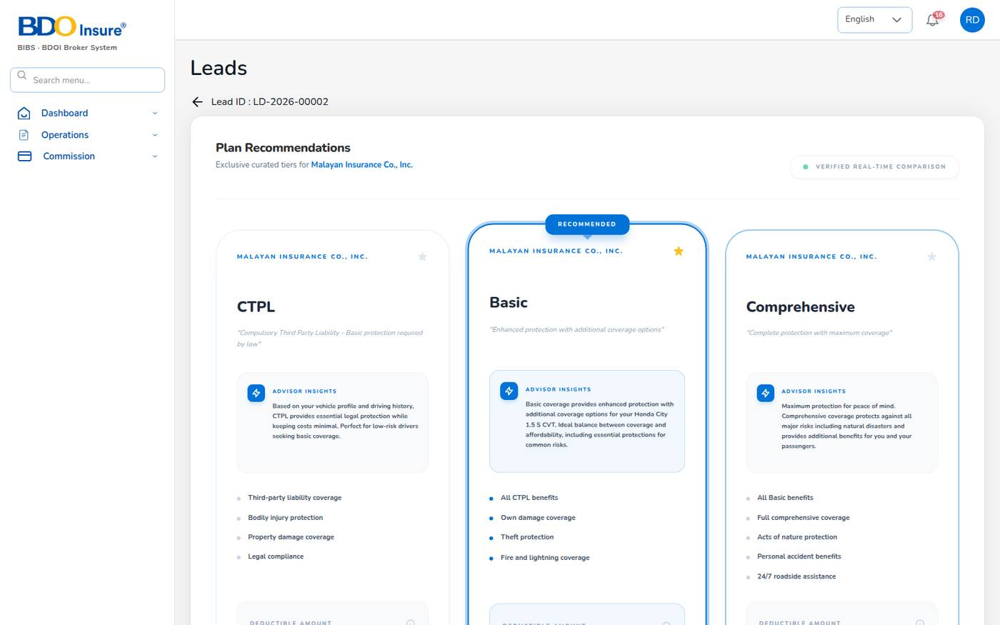 BDO Insure®
BIBS · BDOI Broker System
Search menu...
Dashboard
Operations
Commission
English
16
RD
Leads
Lead ID : LD-2026-00002
Plan Recommendations
Exclusive curated tiers for Malayan Insurance Co., Inc.
VERIFIED REAL-TIME COMPARISON
MALAYAN INSURANCE CO., INC.
CTPL
"Compulsory Third Party Liability - Basic protection required
by law"
ADVISOR INSIGHTS
Based on your vehicle profile and driving history,
CTPL provides essential legal protection while
keeping costs minimal. Perfect for low-risk drivers
seeking basic coverage.
Third-party liability coverage
Bodily injury protection
Property damage coverage
Legal compliance
DEDUCTIBLE AMOUNT
RECOMMENDED
MALAYAN INSURANCE CO., INC.
Basic
"Enhanced protection with additional coverage options"
ADVISOR INSIGHTS
Basic coverage provides enhanced protection with
additional coverage options for your Honda City
1.5 S CVT. Ideal balance between coverage and
affordability, including essential protections for
common risks.
All CTPL benefits
Own damage coverage
Theft protection
Fire and lightning coverage
DEDUCTIBLE AMOUNT
MALAYAN INSURANCE CO., INC.
Comprehensive
"Complete protection with maximum coverage"
ADVISOR INSIGHTS
Maximum protection for peace of mind.
Comprehensive coverage protects against all
major risks including natural disasters and
provides additional benefits for you and your
passengers.
All Basic benefits
Full comprehensive coverage
Acts of nature protection
Personal accident benefits
24/7 roadside assistance
DEDUCTIBLE AMOUNT